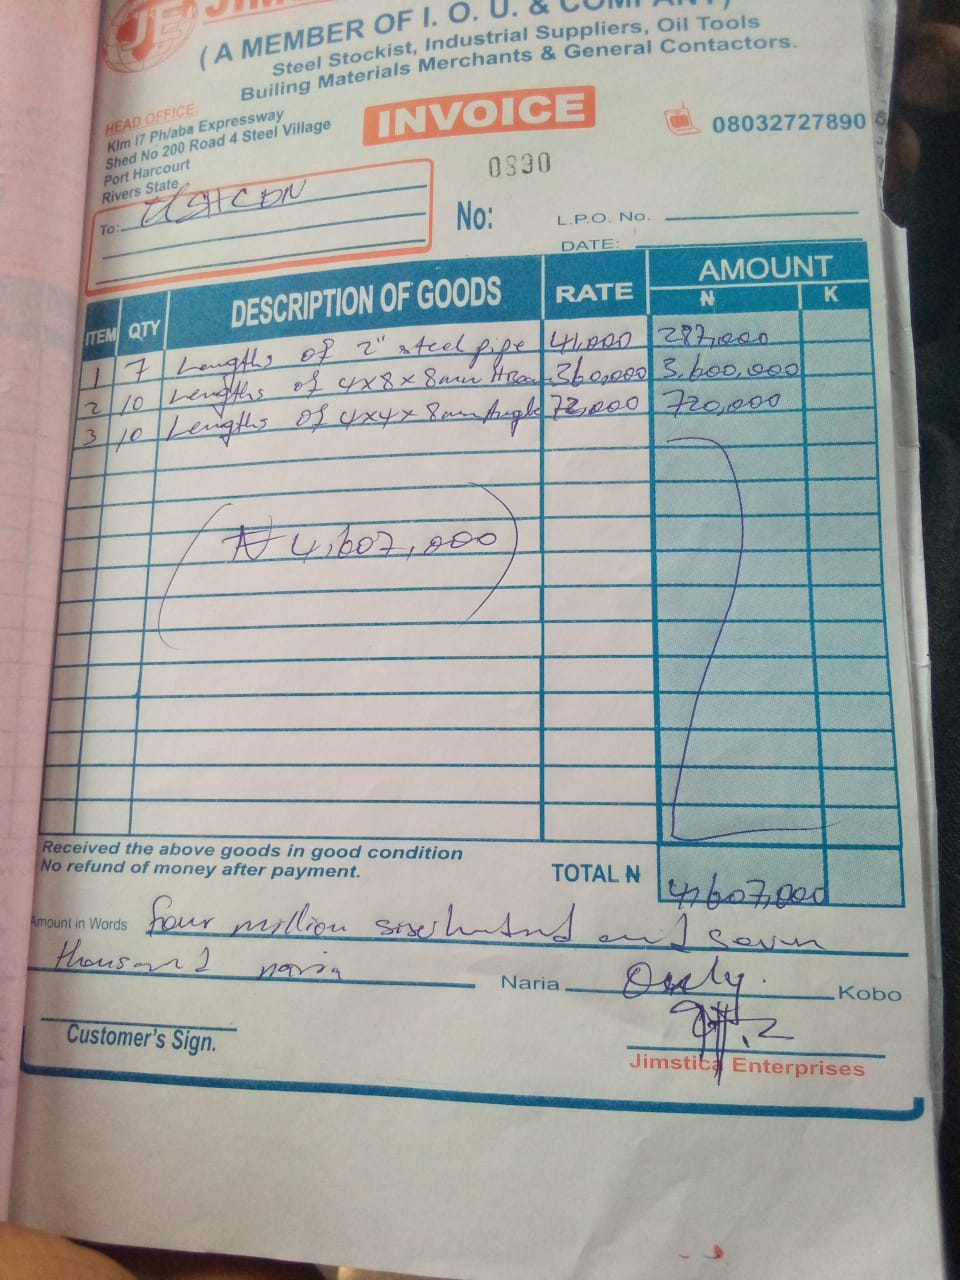 JE
( A MEMBER OF I. O. U. & COMPANY)
Steel Stockist, Industrial Suppliers, Oil Tools
Builing Materials Merchants & General Contactors.
HEAD OFFICE:
Klm 17 Ph/aba Expressway
Shed No 200 Road 4 Steel Village
Port Harcourt
Rivers State
INVOICE
08032727890
0390
To:
No:
L.P.O. No.
DATE:
ITEM QTY DESCRIPTION OF GOODS RATE AMOUNT
₦ K
1 7 Lengths of 2" steel pipe 41,000 287,000
2 10 Lengths of 4x8x8mm 360,000 3,600,000
3 10 Lengths of 4x4x8mm Angle 72,000 720,000
₦ 4,607,000
Received the above goods in good condition
No refund of money after payment.
TOTAL ₦ 4,607,000
Amount in Words four million six hundred and seven
thousand naria Naria Only. Kobo
Customer's Sign.
Jimstica Enterprises